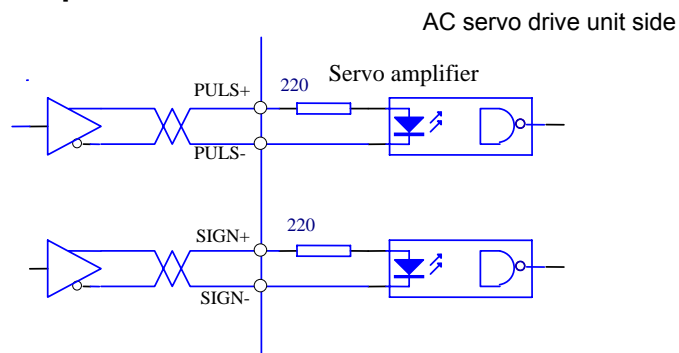 AC servo drive unit side
Servo amplifier
PULS+
220
PULS-
SIGN+
220
SIGN-